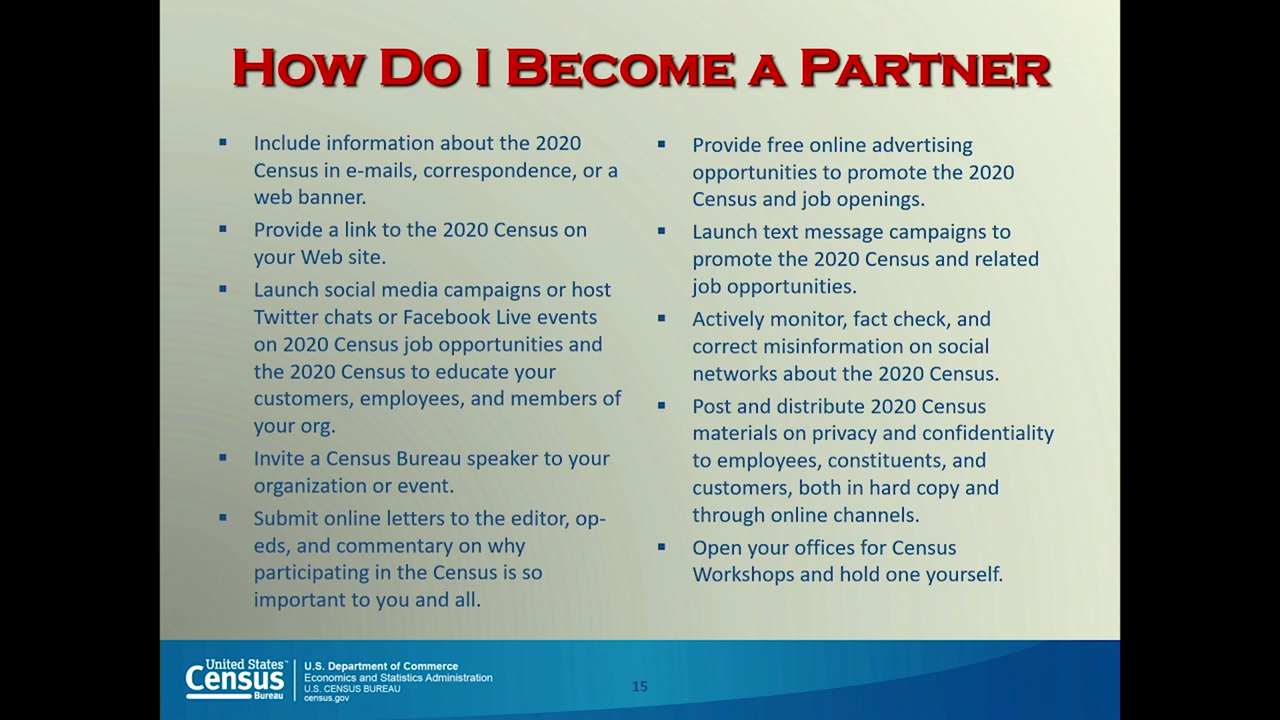 HOW DO I BECOME A PARTNER
▪ Include information about the 2020
Census in e-mails, correspondence, or a
web banner.
▪ Provide a link to the 2020 Census on
your Web site.
▪ Launch social media campaigns or host
Twitter chats or Facebook Live events
on 2020 Census job opportunities and
the 2020 Census to educate your
customers, employees, and members of
your org.
▪ Invite a Census Bureau speaker to your
organization or event.
▪ Submit online letters to the editor, op-
eds, and commentary on why
participating in the Census is so
important to you and all.
▪ Provide free online advertising
opportunities to promote the 2020
Census and job openings.
▪ Launch text message campaigns to
promote the 2020 Census and related
job opportunities.
▪ Actively monitor, fact check, and
correct misinformation on social
networks about the 2020 Census.
▪ Post and distribute 2020 Census
materials on privacy and confidentiality
to employees, constituents, and
customers, both in hard copy and
through online channels.
▪ Open your offices for Census
Workshops and hold one yourself.
United States™
Census
Bureau
U.S. Department of Commerce
Economics and Statistics Administration
U.S. CENSUS BUREAU
census.gov
15